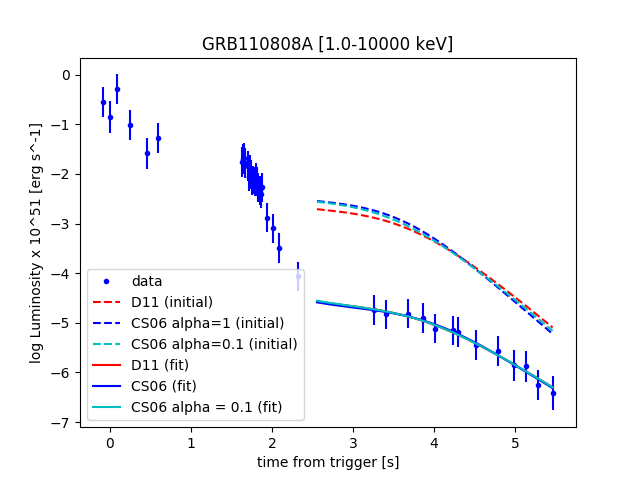 GRB110808A [1.0-10000 keV]
log Luminosity x 10^51 [erg s^-1]
0
−1
−2
−3
−4
−5
−6
−7
data
D11 (initial)
CS06 alpha=1 (initial)
CS06 alpha=0.1 (initial)
D11 (fit)
CS06 (fit)
CS06 alpha = 0.1 (fit)
0 1 2 3 4 5
time from trigger [s]